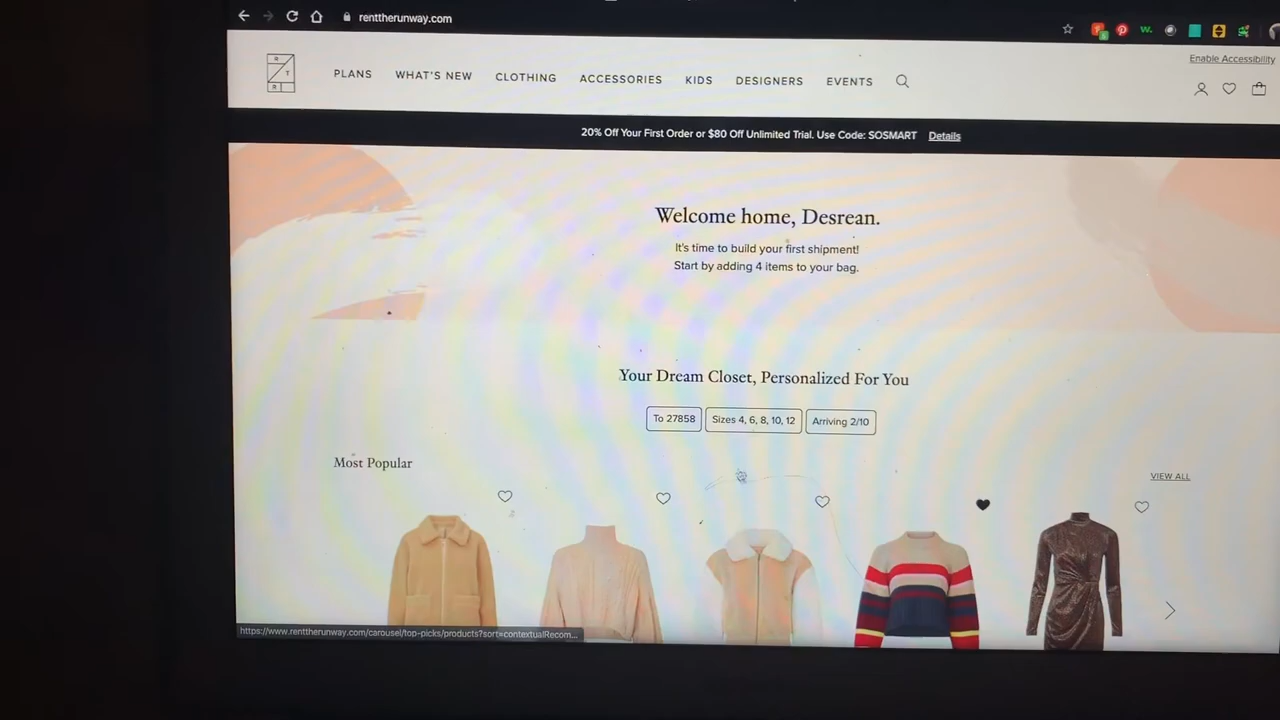 renttherunway.com
Enable Accessibility
R
T
R
PLANS WHAT'S NEW CLOTHING ACCESSORIES KIDS DESIGNERS EVENTS
20% Off Your First Order or $80 Off Unlimited Trial. Use Code: SOSMART Details
Welcome home, Desrean.
It's time to build your first shipment!
Start by adding 4 items to your bag.
Your Dream Closet, Personalized For You
To 27858 Sizes 4, 6, 8, 10, 12 Arriving 2/10
Most Popular
VIEW ALL
https://www.renttherunway.com/carousel/top-picks/products?sort=contextualRecom...